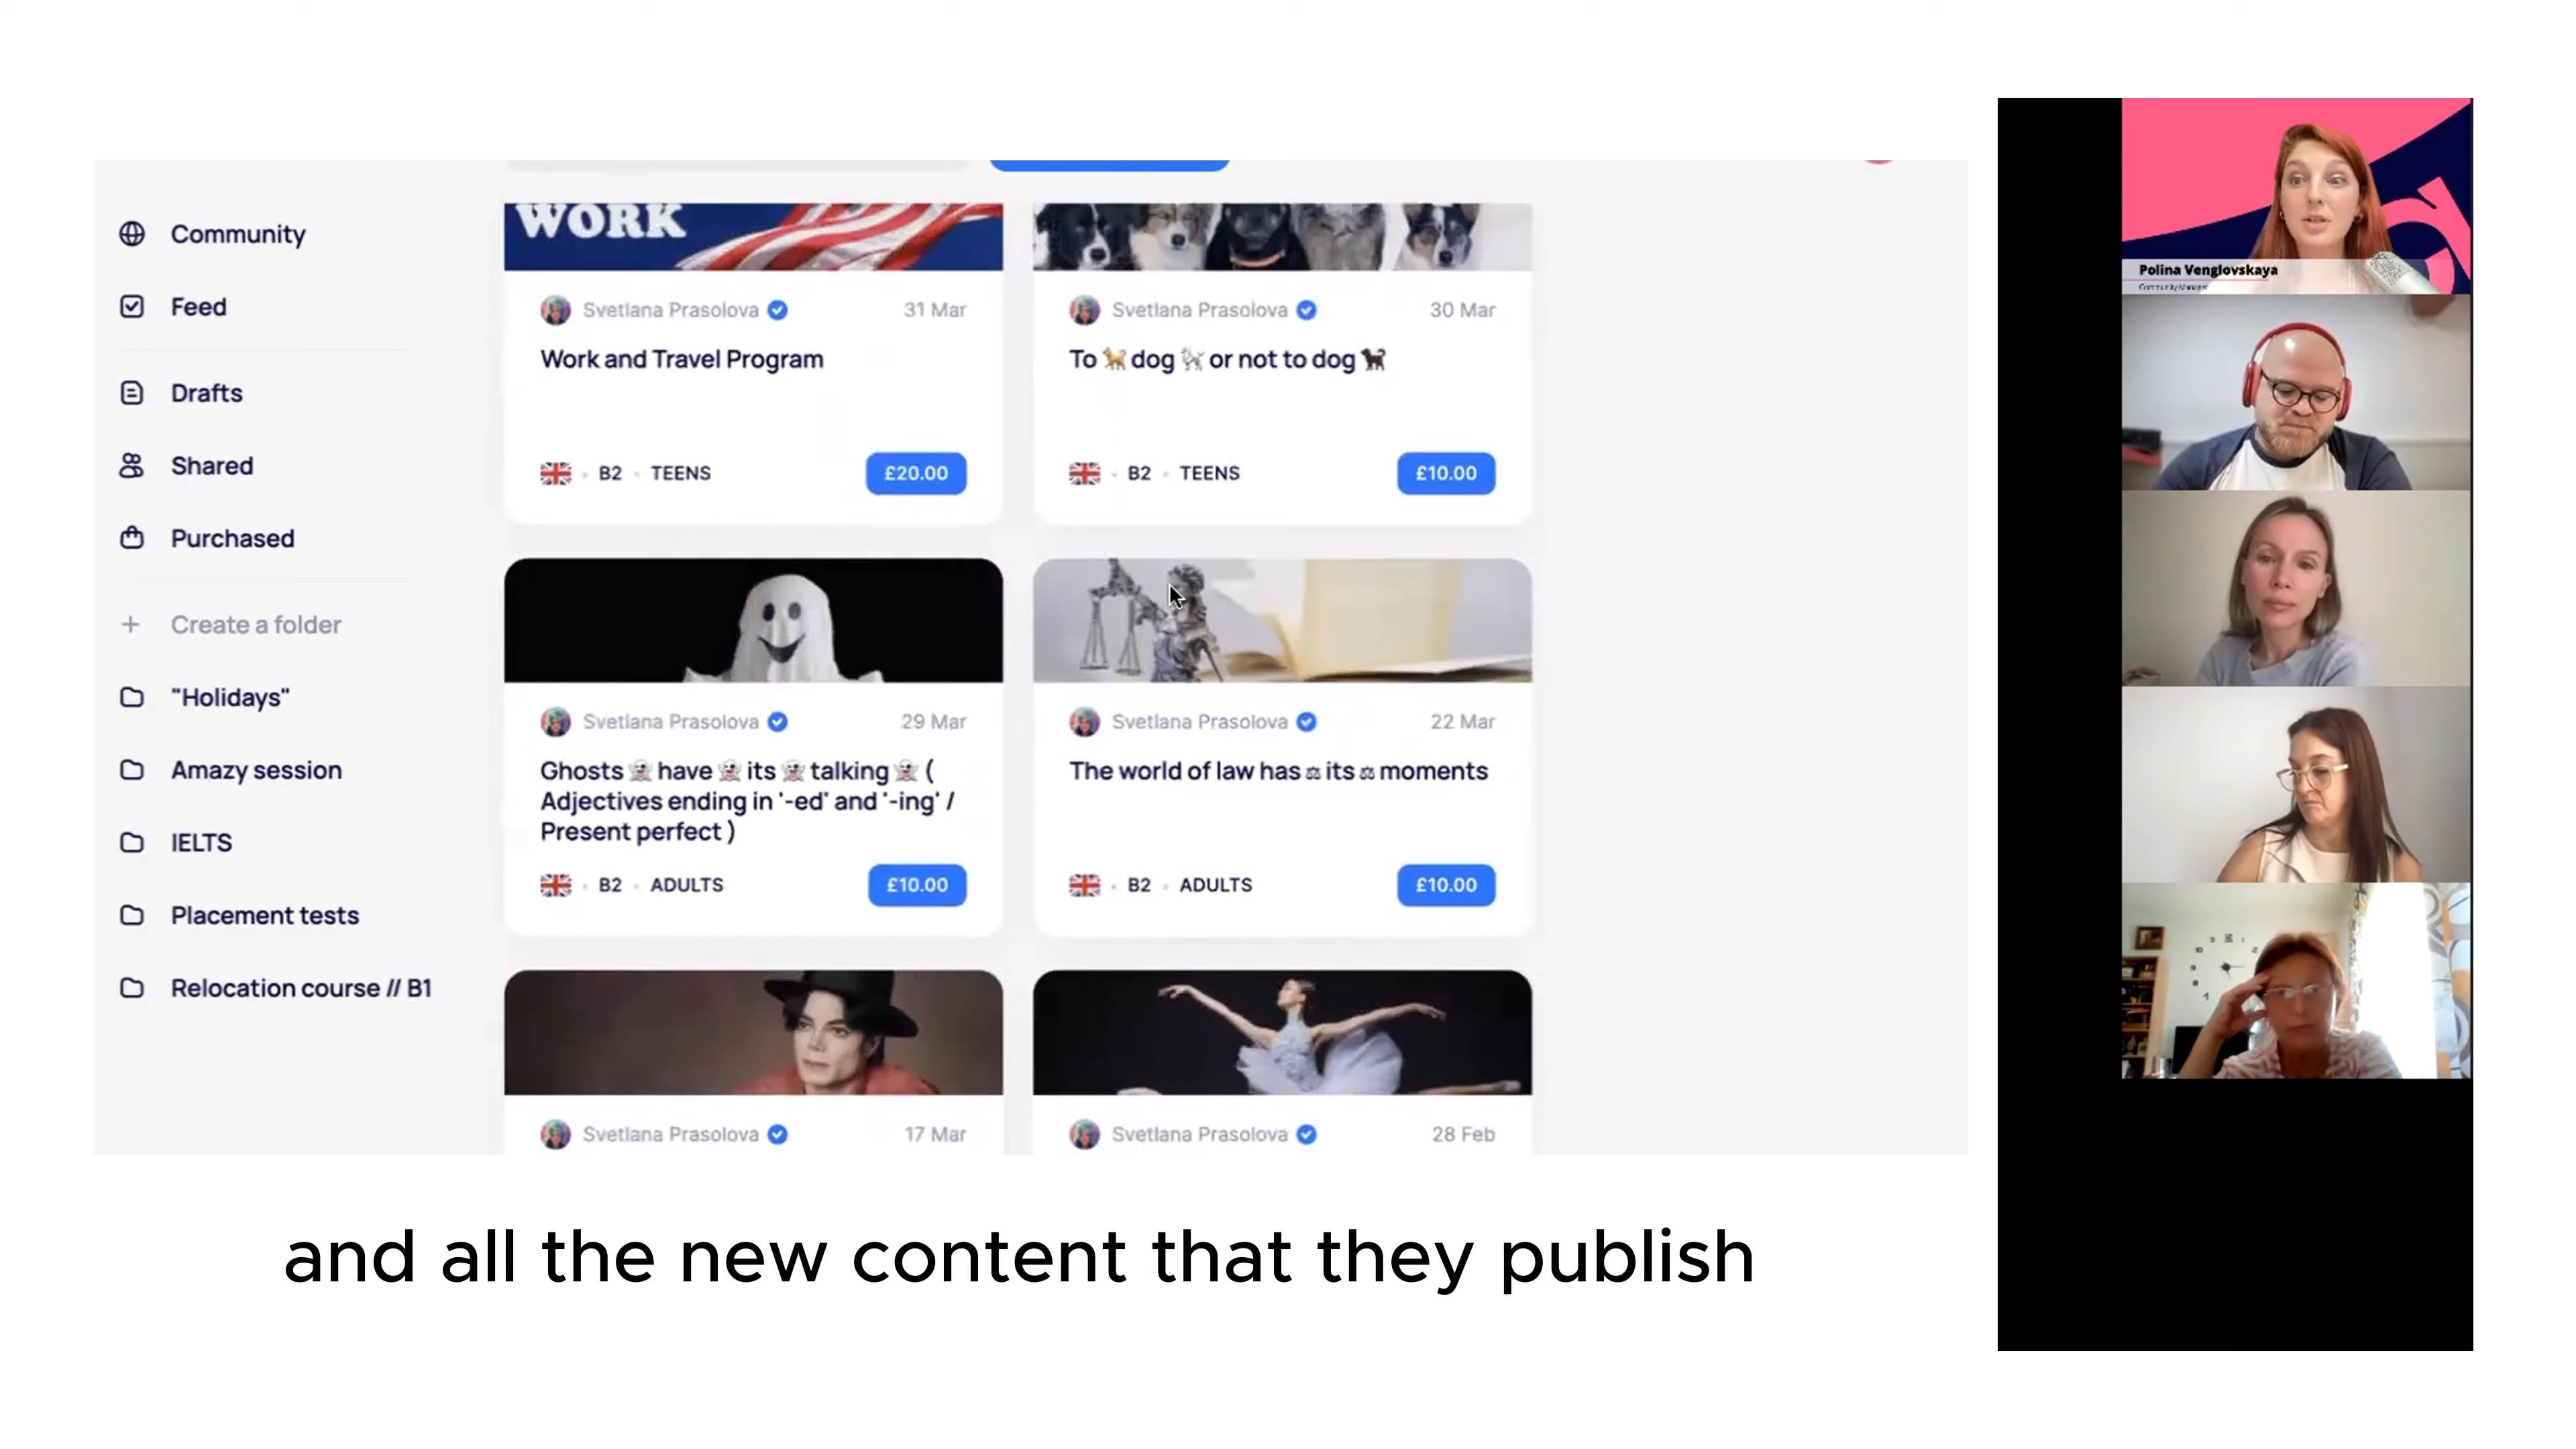 Community
Feed
Drafts
Shared
Purchased
Create a folder
"Holidays"
Amazy session
IELTS
Placement tests
Relocation course // B1
WORK
Svetlana Prasolova
31 Mar
Work and Travel Program
B2 TEENS
£20.00
Svetlana Prasolova
30 Mar
To 🐕 dog 🐩 or not to dog 🐕‍🦺
B2 TEENS
£10.00
Svetlana Prasolova
29 Mar
Ghosts 👻 have 👻 its 👻 talking 👻 (
Adjectives ending in '-ed' and '-ing' /
Present perfect )
B2 ADULTS
£10.00
Svetlana Prasolova
22 Mar
The world of law has ⚖ its ⚖ moments
B2 ADULTS
£10.00
Svetlana Prasolova
17 Mar
Svetlana Prasolova
28 Feb
Polina Venglovskaya
Community Manager
and all the new content that they publish